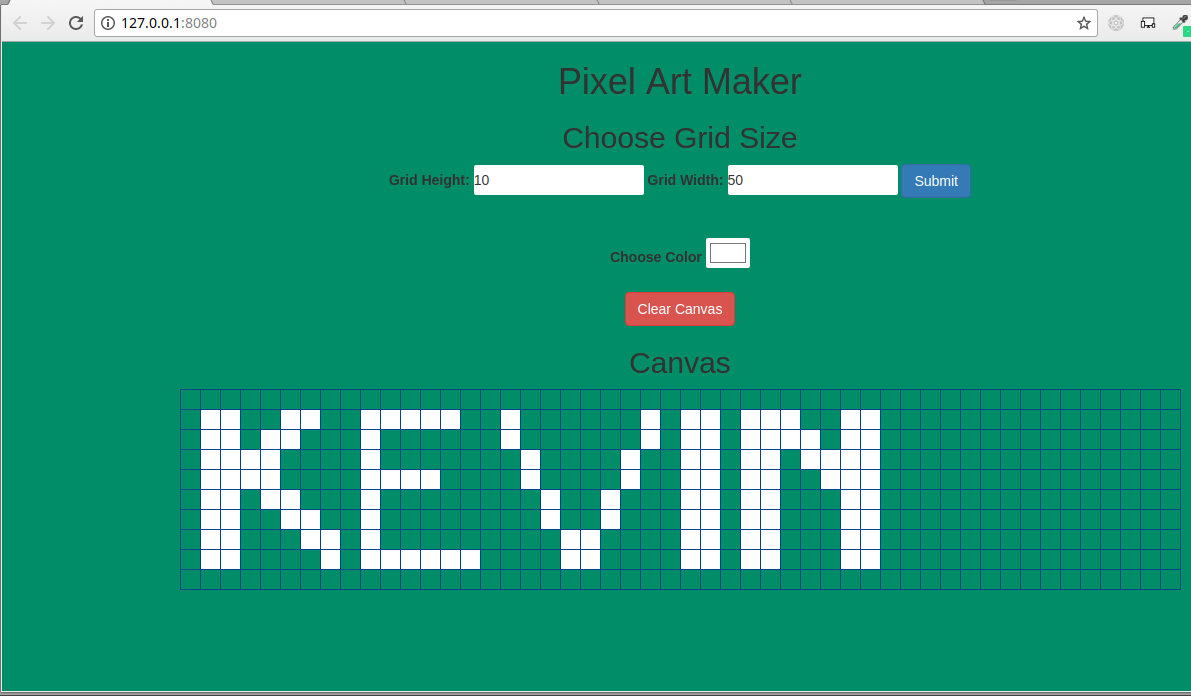 127.0.0.1:8080
Pixel Art Maker
Choose Grid Size
Grid Height: 10 Grid Width: 50 Submit
Choose Color
Clear Canvas
Canvas
KEVIN